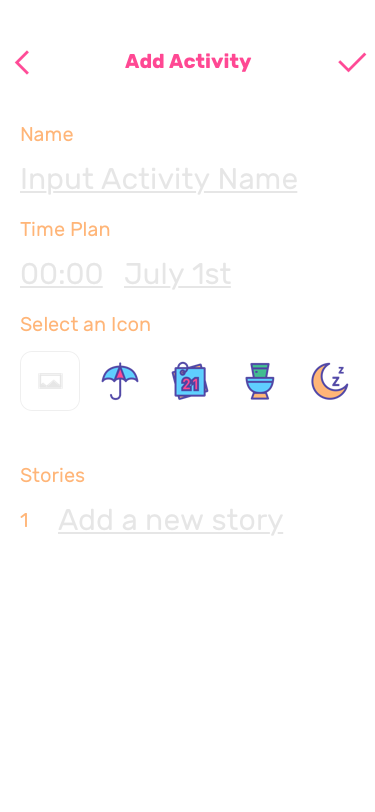 Add Activity
Name
Input Activity Name
Time Plan
00:00 July 1st
Select an Icon
21
z
z
Stories
1 Add a new story